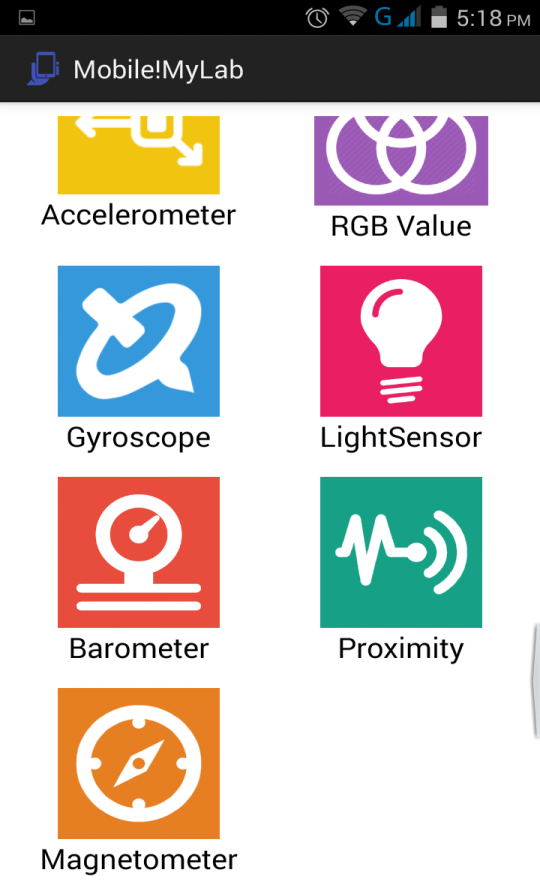 G 5:18 PM
Mobile!MyLab
Accelerometer
RGB Value
Gyroscope
LightSensor
Barometer
Proximity
Magnetometer